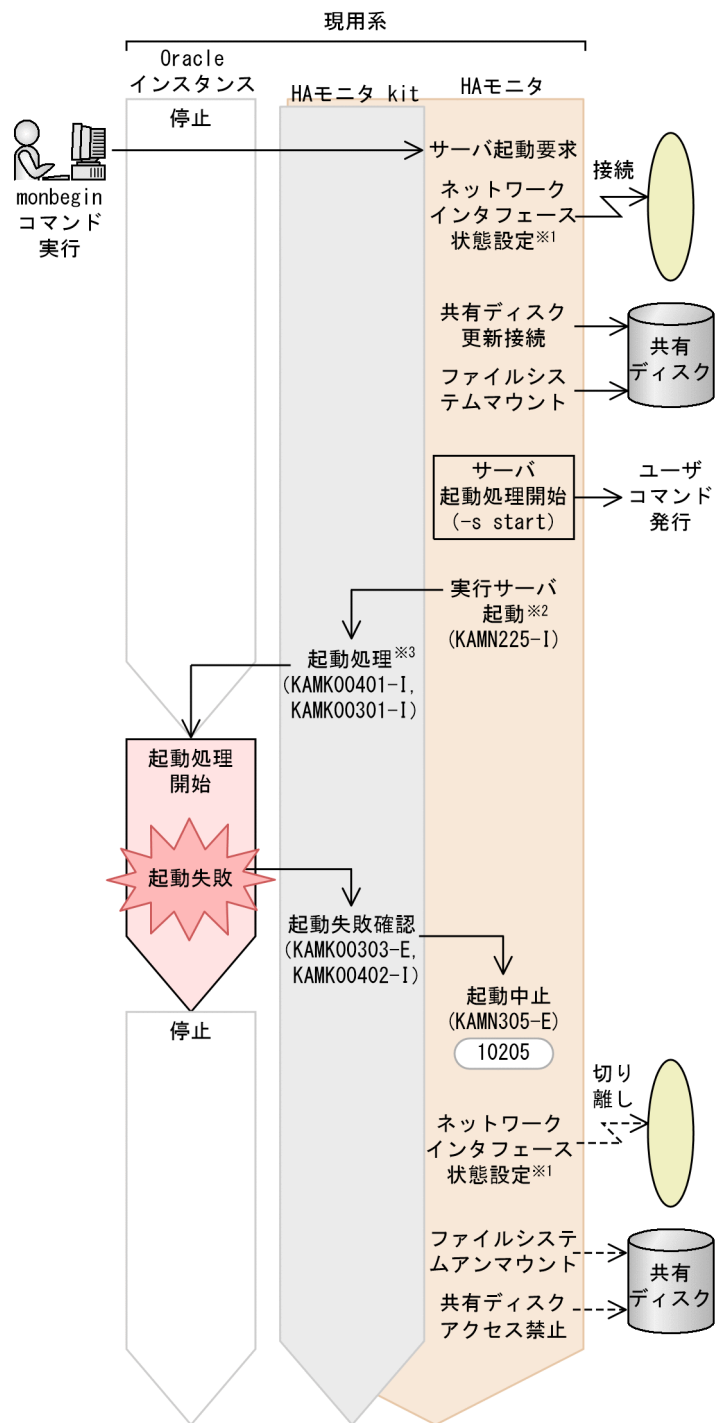 現用系
Oracle
インスタンス
HAモニタ kit
HAモニタ
停止
サーバ起動要求
monbegin
コマンド
実行
接続
ネットワーク
インタフェース
状態設定※1
共有ディスク
更新接続
共有
ディスク
ファイルシス
テムマウント
サーバ
起動処理開始
(-s start)
ユーザ
コマンド
発行
実行サーバ
起動※2
(KAMN225-I)
起動処理※3
(KAMK00401-I,
KAMK00301-I)
起動処理
開始
起動失敗
起動失敗確認
(KAMK00303-E,
KAMK00402-I)
起動中止
(KAMN305-E)
10205
停止
切り
離し
ネットワーク
インタフェース
状態設定※1
ファイルシステ
ムアンマウント
共有
ディスク
共有ディスク
アクセス禁止